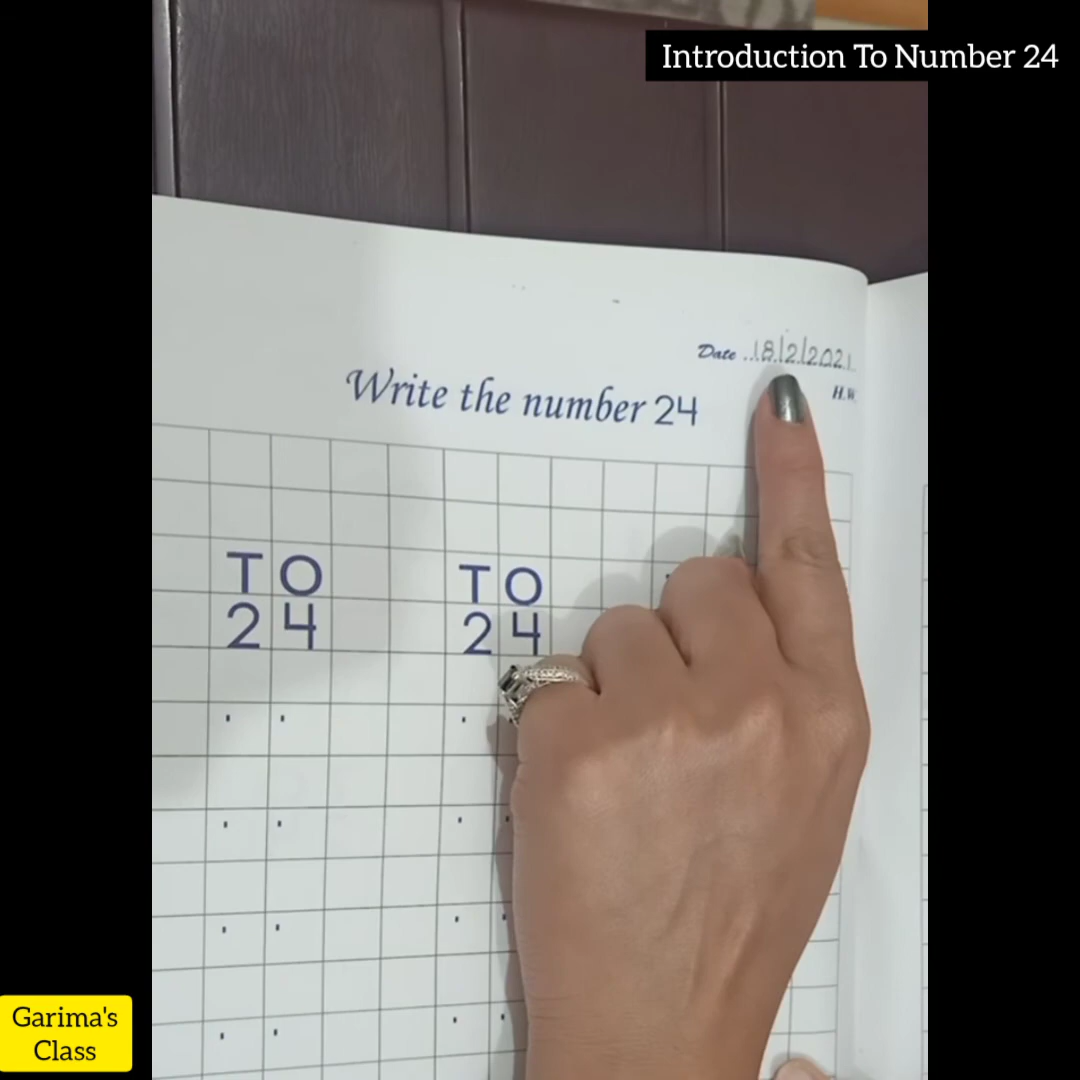 Introduction To Number 24
Date 18/2/2021
H.W.
Write the number 24
T O T O
2 4 2 4
Garima's
Class